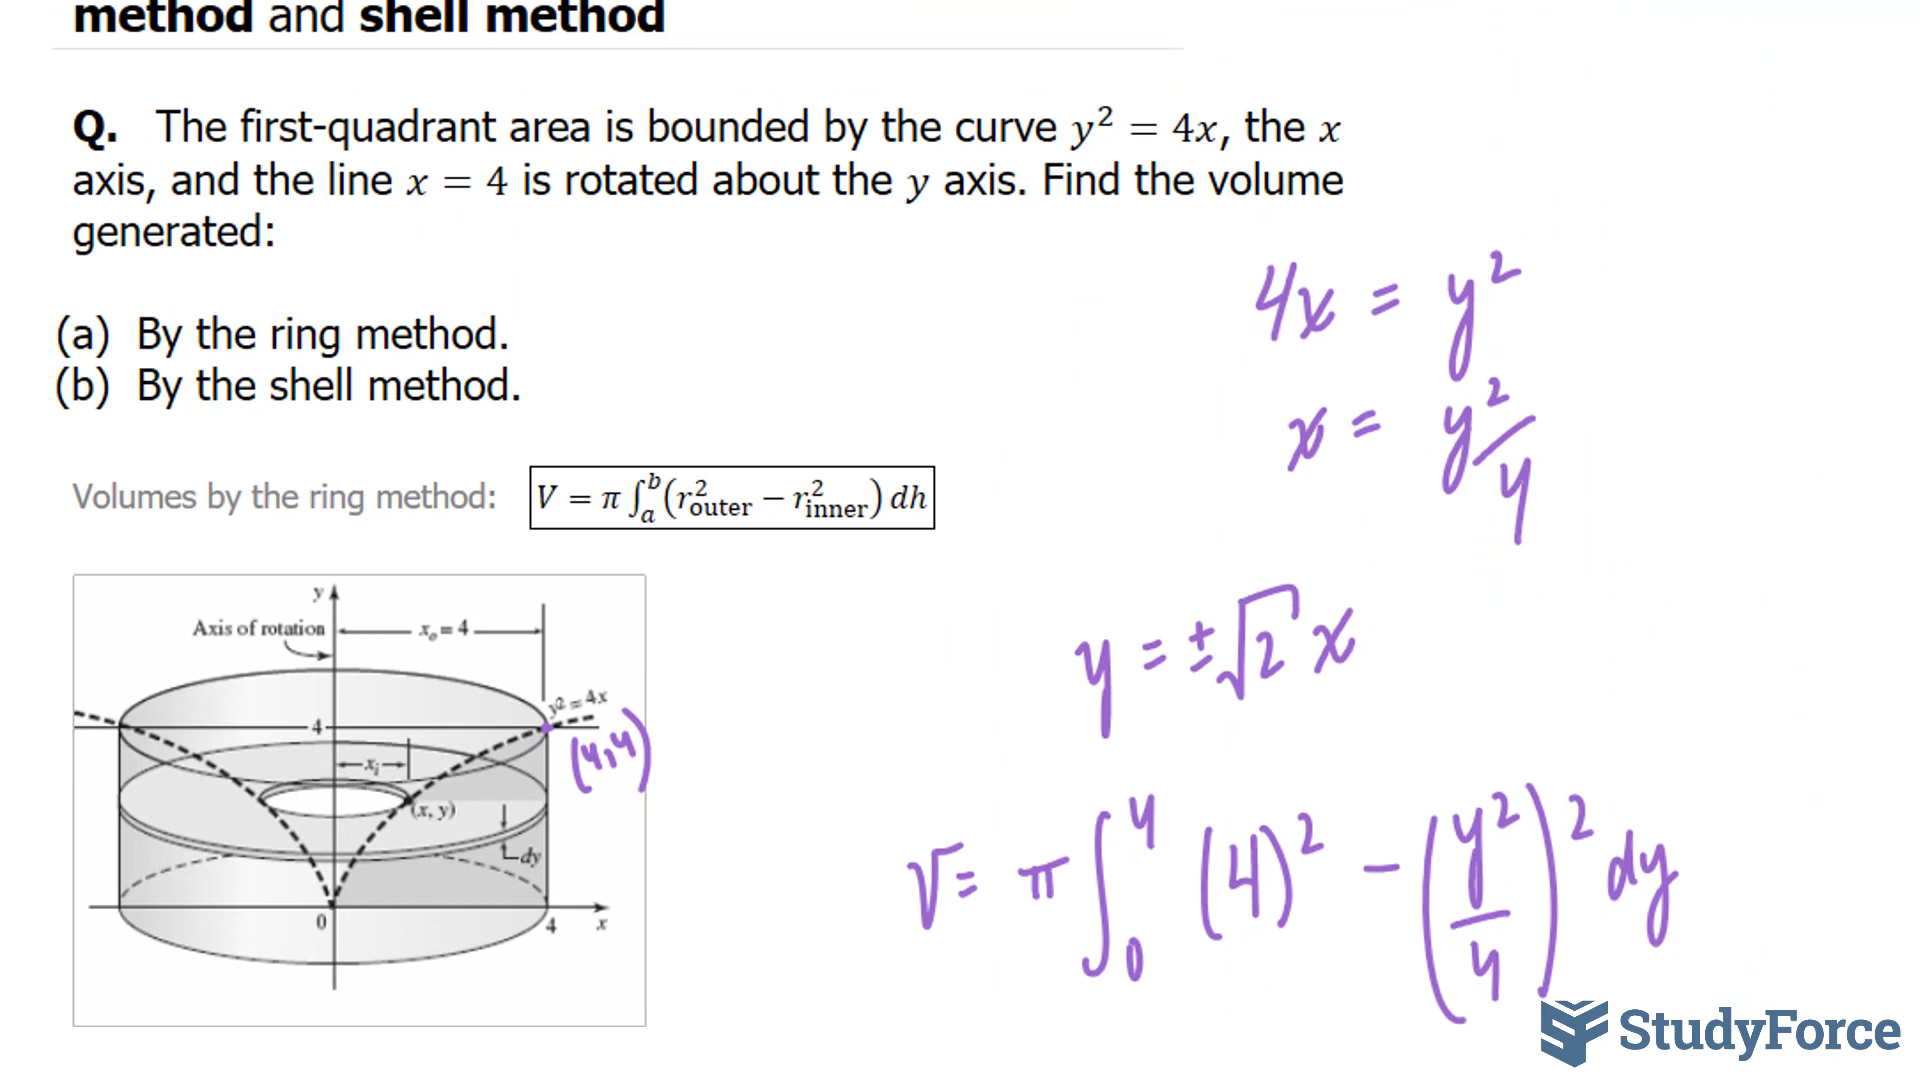 method and shell method
Q. The first-quadrant area is bounded by the curve y² = 4x, the x
axis, and the line x = 4 is rotated about the y axis. Find the volume
generated:
(a) By the ring method.
(b) By the shell method.
4x = y²
x = y²/4
Volumes by the ring method: V = π ∫ₐᵇ (r²outer − r²inner) dh
y = ±√2 x
y
Axis of rotation
xₒ = 4
y² = 4x
4
(4,4)
xᵢ
(x, y)
dy
0
4
x
V = π ∫₀⁴ (4)² − (y²/4)² dy
StudyForce